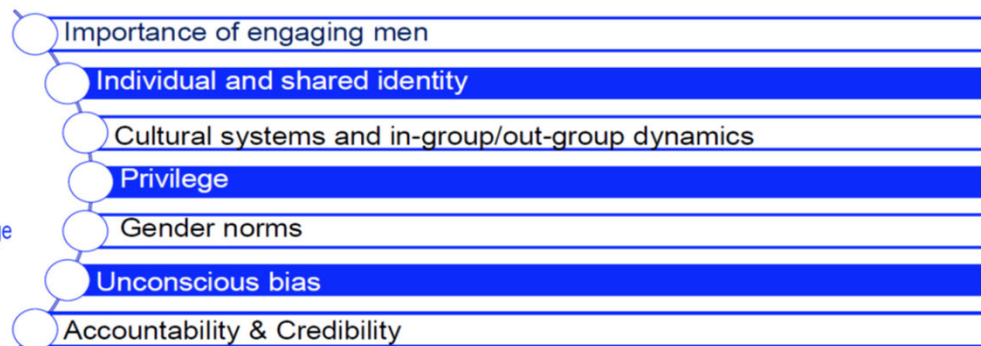 Importance of engaging men
Individual and shared identity
Cultural systems and in-group/out-group dynamics
Privilege
Gender norms
Unconscious bias
Accountability & Credibility